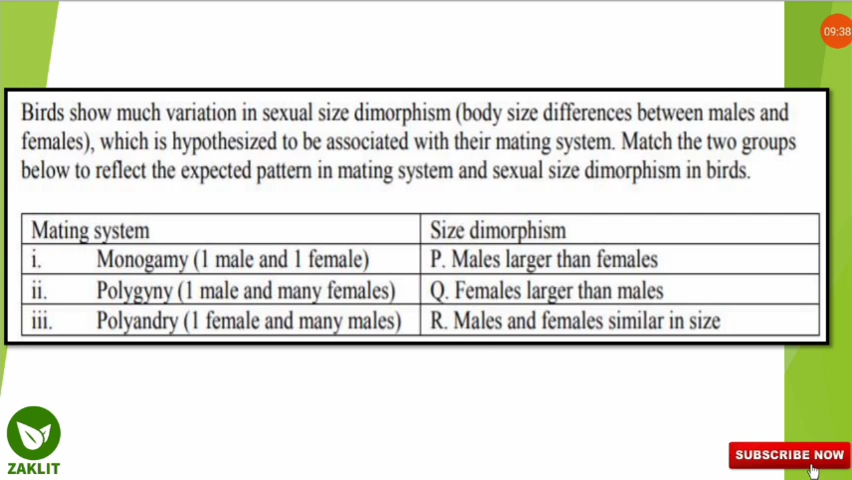 09:38
Birds show much variation in sexual size dimorphism (body size differences between males and
females), which is hypothesized to be associated with their mating system. Match the two groups
below to reflect the expected pattern in mating system and sexual size dimorphism in birds.
Mating system Size dimorphism
i. Monogamy (1 male and 1 female) P. Males larger than females
ii. Polygyny (1 male and many females) Q. Females larger than males
iii. Polyandry (1 female and many males) R. Males and females similar in size
ZAKLIT
SUBSCRIBE NOW